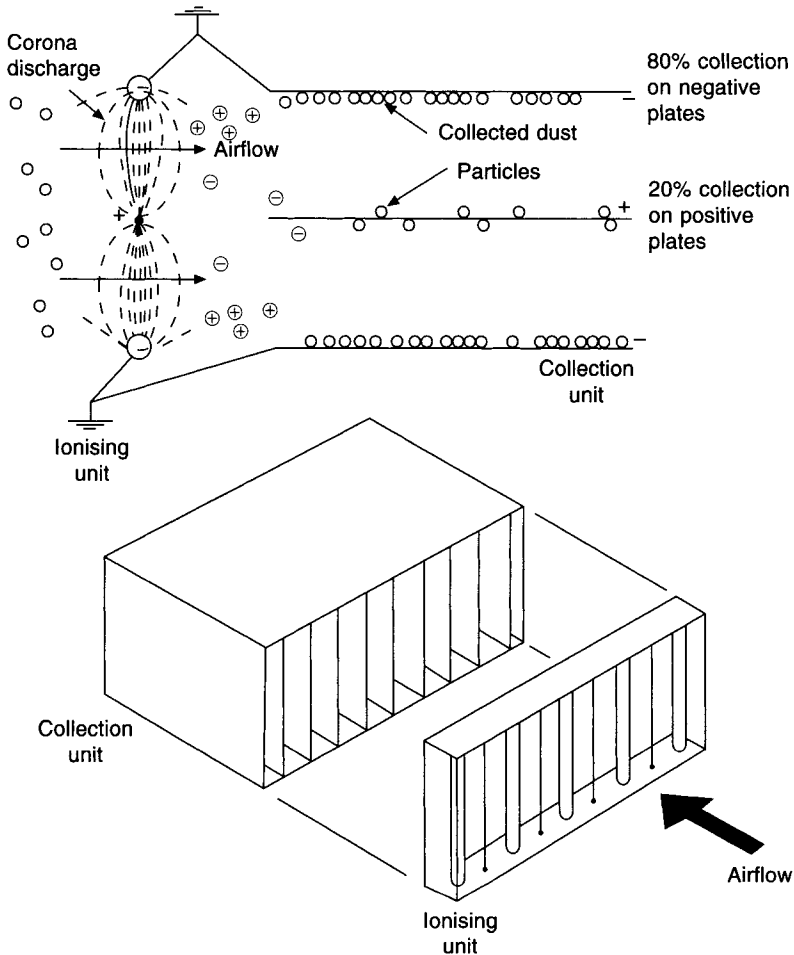 Corona
discharge
80% collection
on negative
plates
−
Collected dust
Airflow
Particles
+
20% collection
on positive
plates
+
−
Collection
unit
Ionising
unit
Collection
unit
Airflow
Ionising
unit